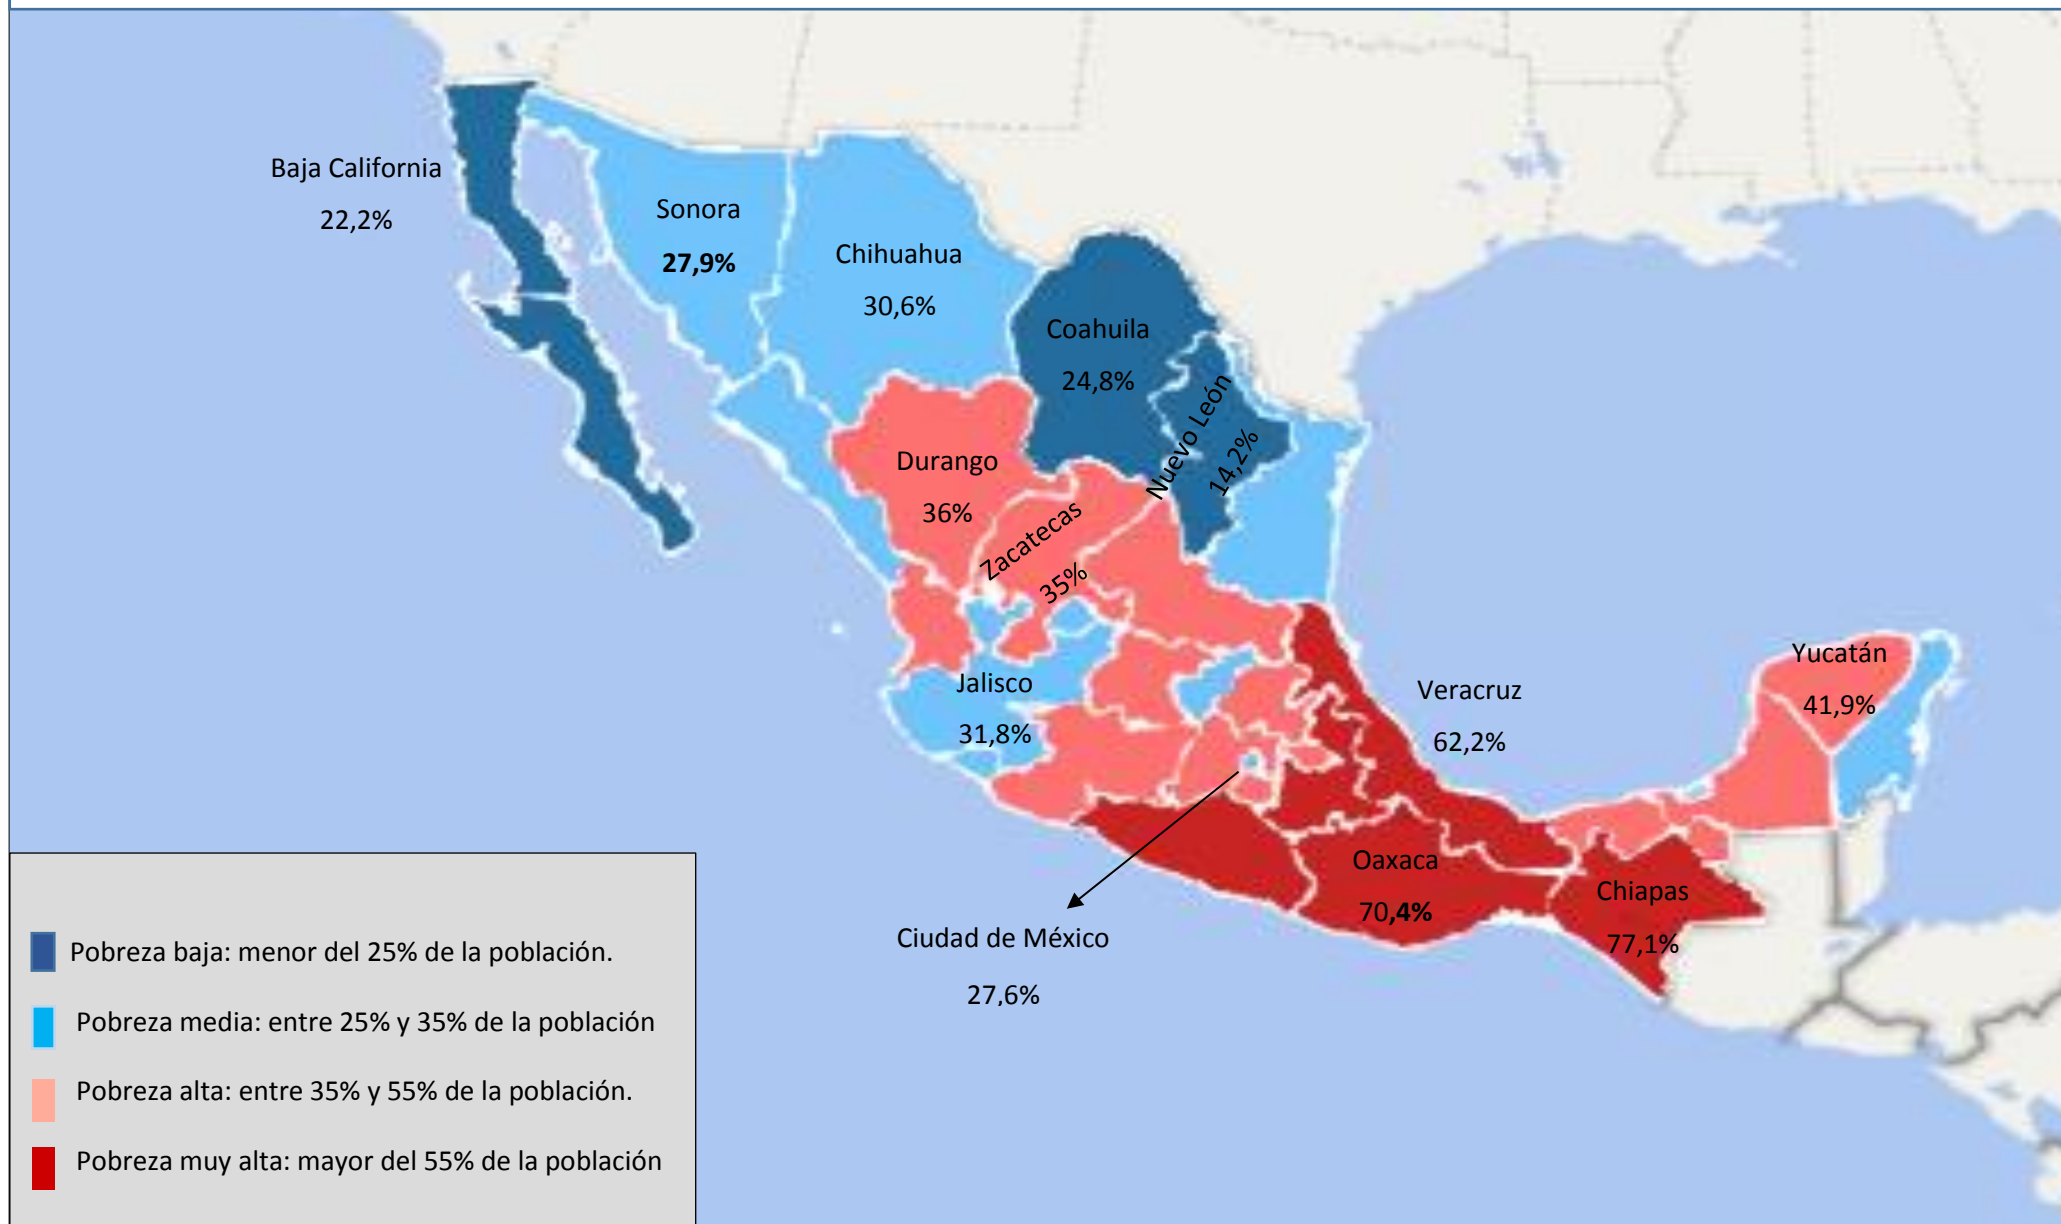 Baja California
22,2%
Sonora
27,9%
Chihuahua
30,6%
Coahuila
24,8%
Nuevo León
14,2%
Durango
36%
Zacatecas
35%
Jalisco
31,8%
Veracruz
62,2%
Yucatán
41,9%
Oaxaca
70,4%
Chiapas
77,1%
Ciudad de México
27,6%
Pobreza baja: menor del 25% de la población.
Pobreza media: entre 25% y 35% de la población
Pobreza alta: entre 35% y 55% de la población.
Pobreza muy alta: mayor del 55% de la población